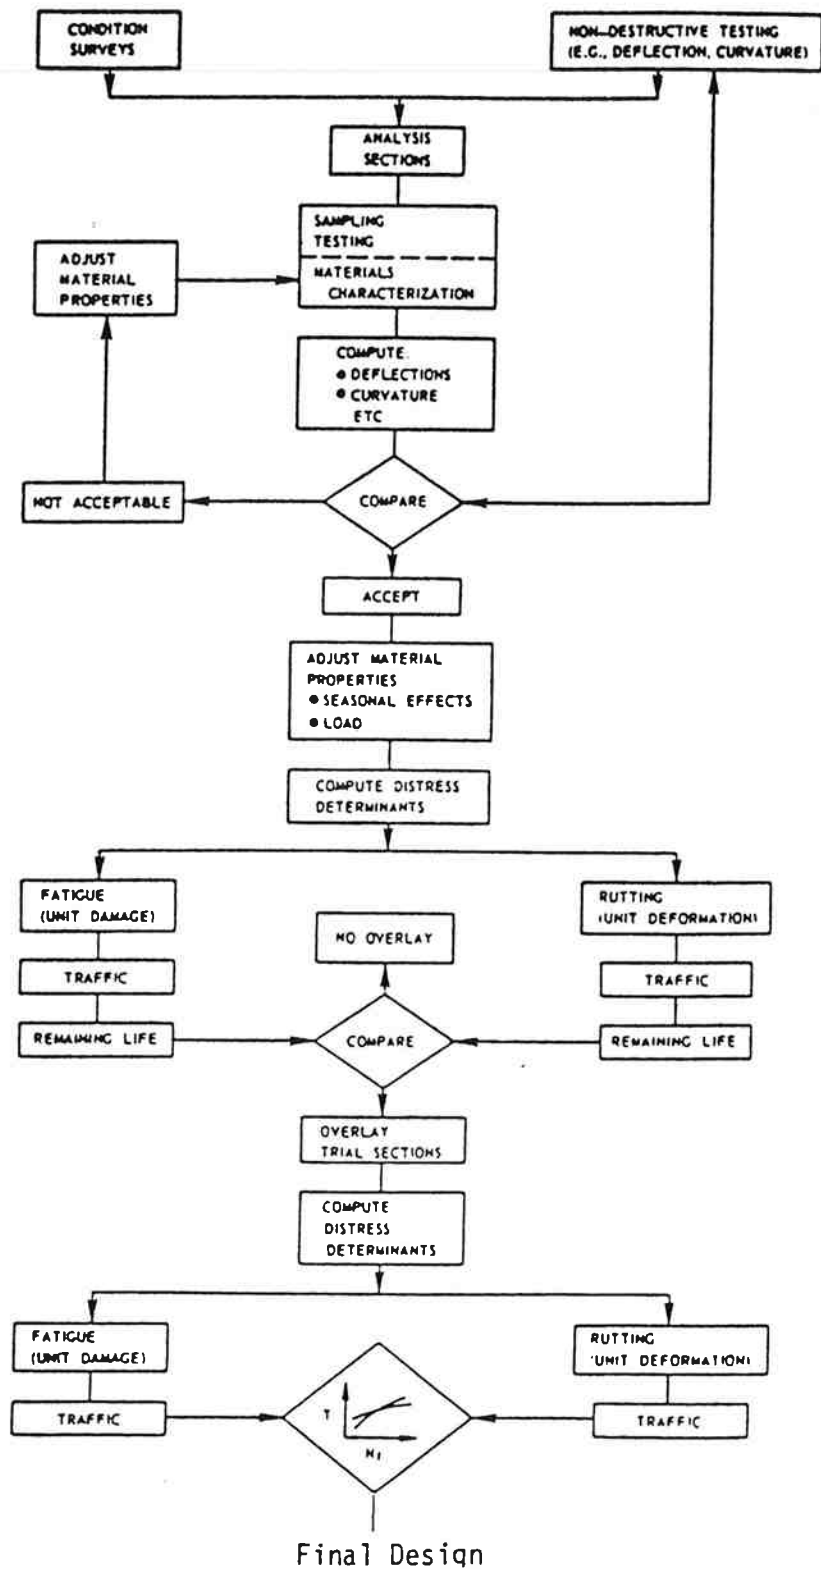 CONDITION
SURVEYS
NON-DESTRUCTIVE TESTING
(E.G., DEFLECTION, CURVATURE)
ANALYSIS
SECTIONS
SAMPLING
TESTING
MATERIALS
CHARACTERIZATION
ADJUST
MATERIAL
PROPERTIES
COMPUTE:
• DEFLECTIONS
• CURVATURE
ETC
NOT ACCEPTABLE
COMPARE
ACCEPT
ADJUST MATERIAL
PROPERTIES
• SEASONAL EFFECTS
• LOAD
COMPUTE DISTRESS
DETERMINANTS
FATIGUE
(UNIT DAMAGE)
RUTTING
(UNIT DEFORMATION)
NO OVERLAY
TRAFFIC
TRAFFIC
REMAINING LIFE
COMPARE
REMAINING LIFE
OVERLAY
TRIAL SECTIONS
COMPUTE
DISTRESS
DETERMINANTS
FATIGUE
(UNIT DAMAGE)
RUTTING
(UNIT DEFORMATION)
TRAFFIC
T
TRAFFIC
Final Design